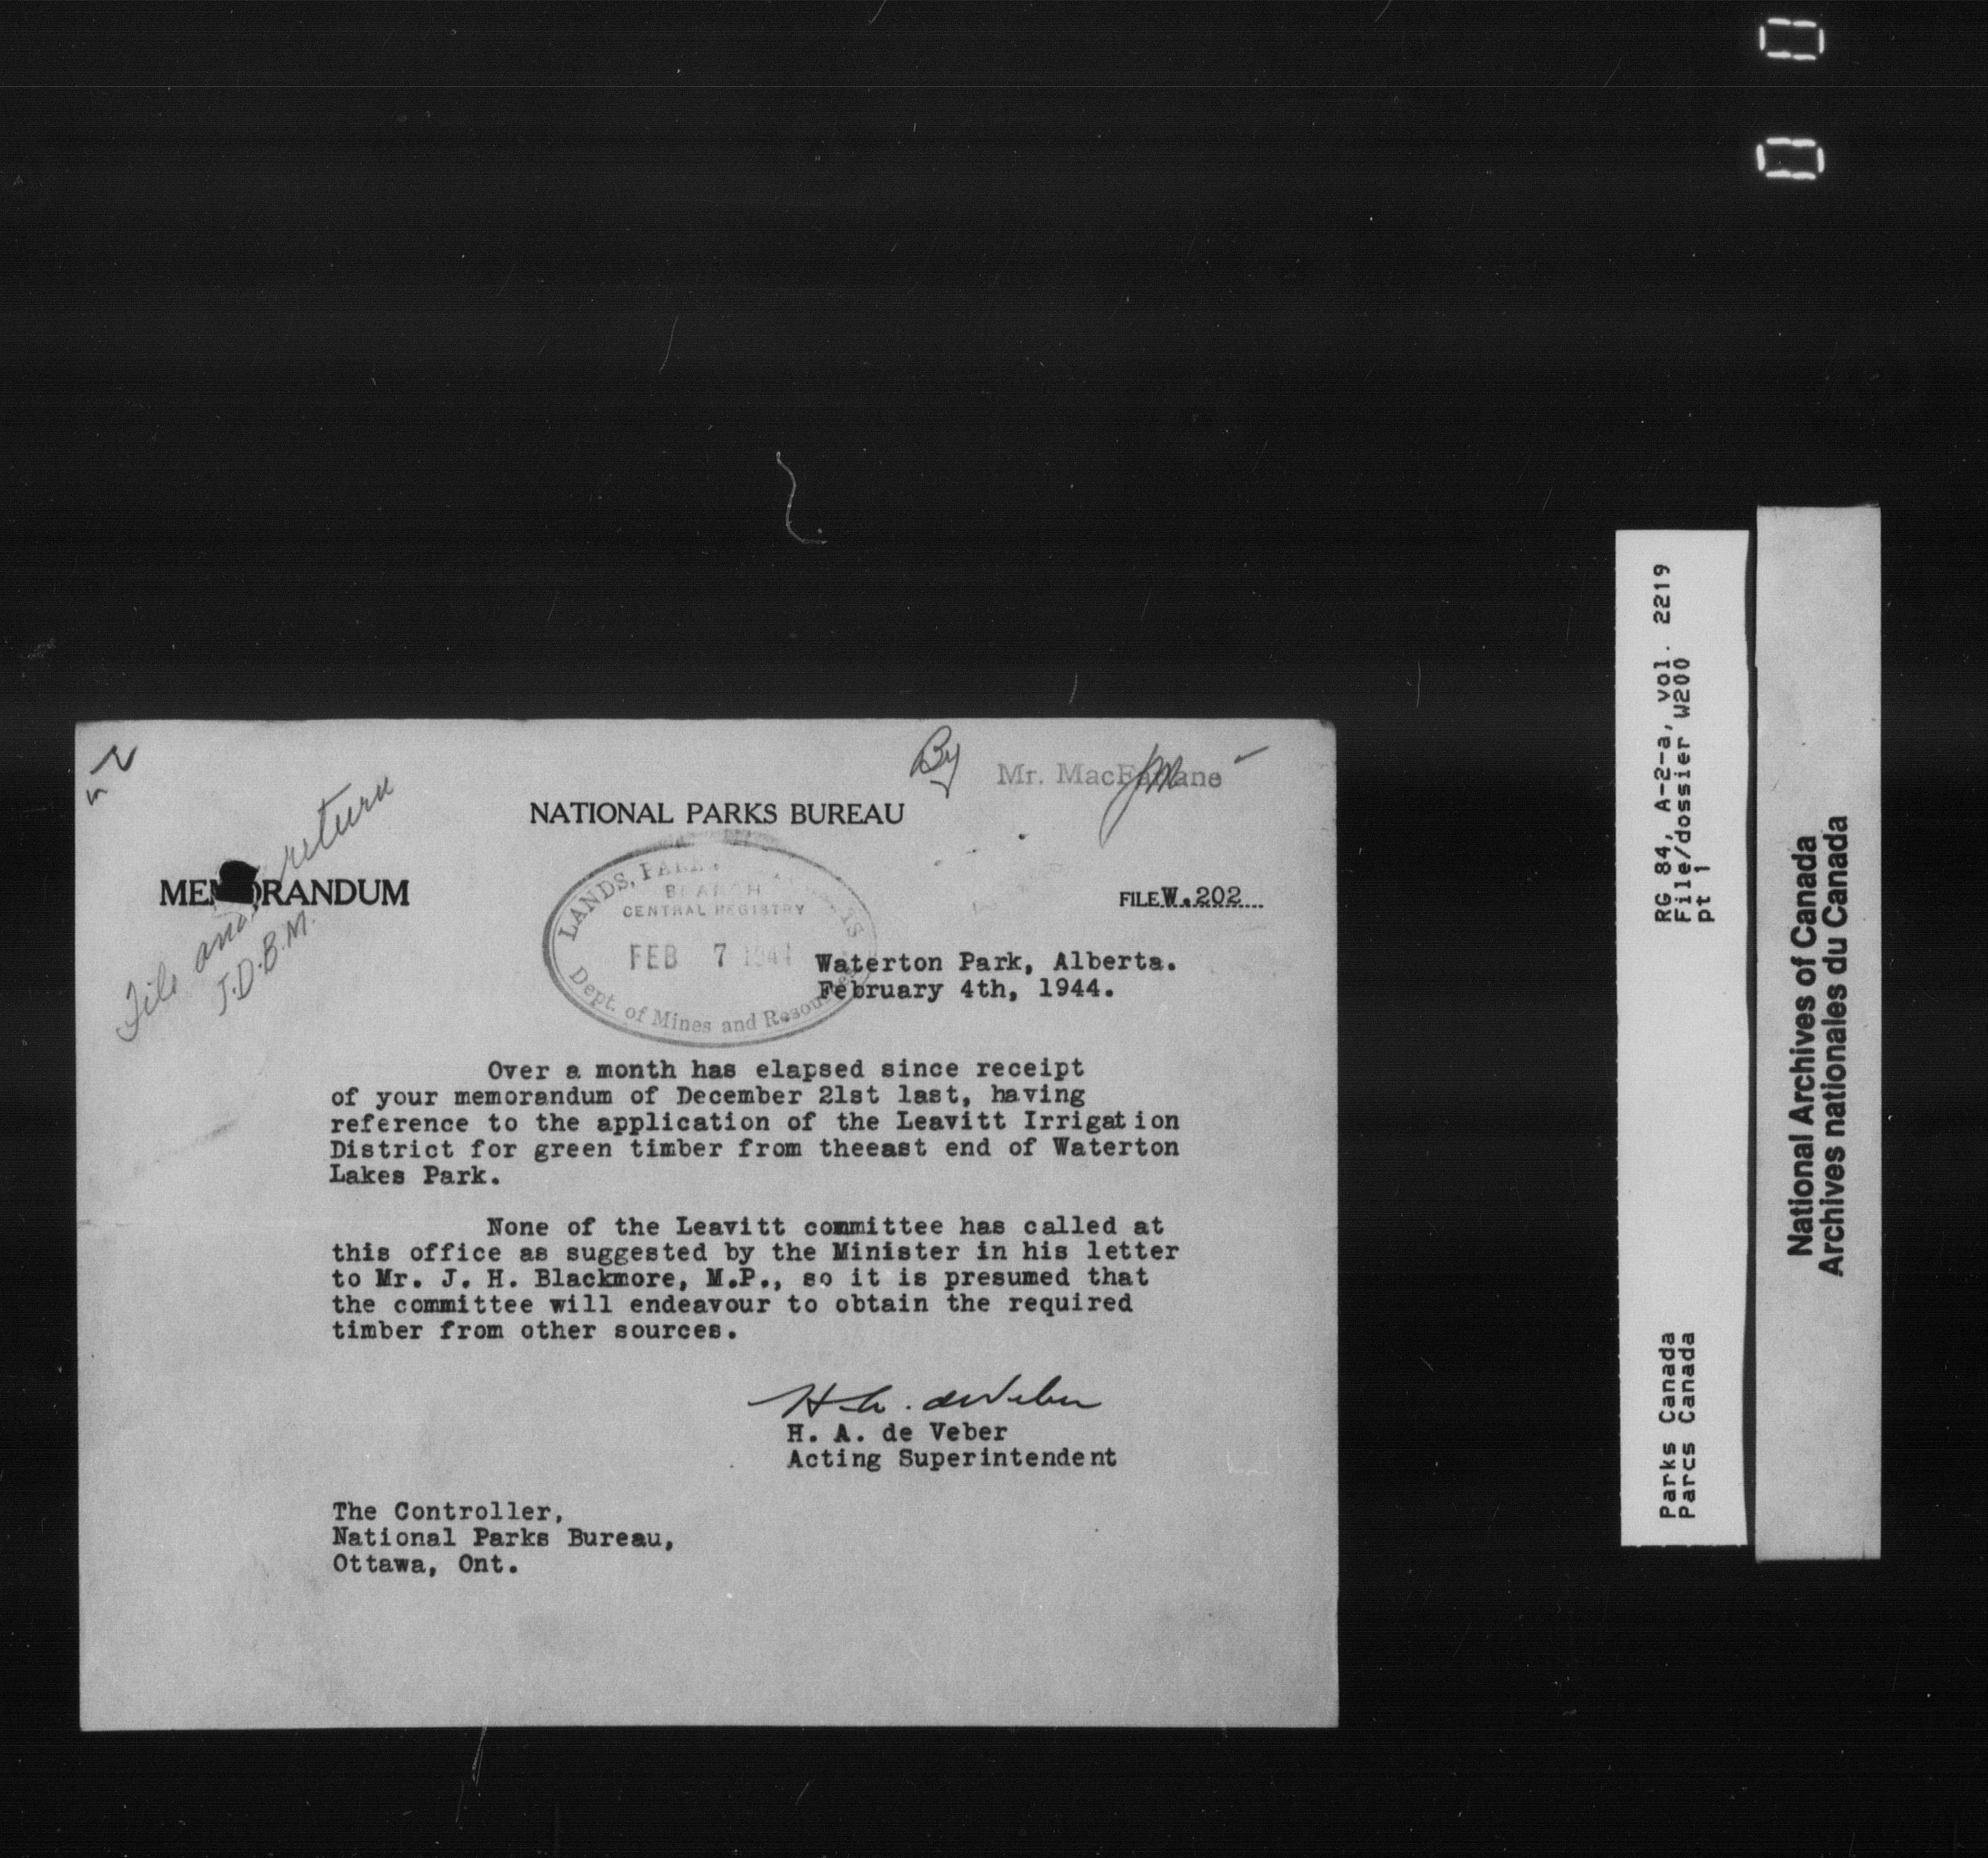 By Mr. MacFarlane
NATIONAL PARKS BUREAU
File and return
J.D.B.M.
MEMORANDUM
FILE W.202
LANDS, PARKS
BRANCH
CENTRAL REGISTRY
FEB 7 1944
Dept. of Mines and Resources
Waterton Park, Alberta.
February 4th, 1944.
Over a month has elapsed since receipt
of your memorandum of December 21st last, having
reference to the application of the Leavitt Irrigation
District for green timber from theeast end of Waterton
Lakes Park.
None of the Leavitt committee has called at
this office as suggested by the Minister in his letter
to Mr. J. H. Blackmore, M.P., so it is presumed that
the committee will endeavour to obtain the required
timber from other sources.
H. A. de Veber
H. A. de Veber
Acting Superintendent
The Controller,
National Parks Bureau,
Ottawa, Ont.
RG 84, A-2-a, vol. 2219
File/dossier W200
pt 1
Parks Canada
Parcs Canada
National Archives of Canada
Archives nationales du Canada